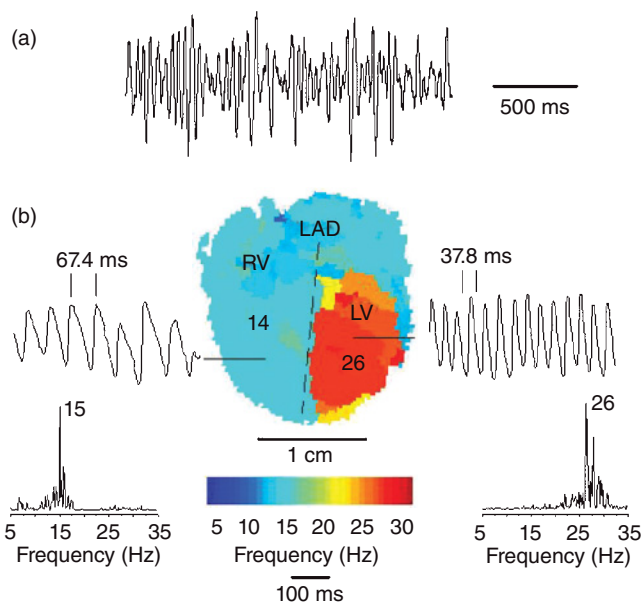 (a)
500 ms
(b)
67.4 ms
LAD
RV
37.8 ms
LV
14
26
15
26
1 cm
5 15 25 35
Frequency (Hz)
5 10 15 20 25 30
Frequency (Hz)
5 15 25 35
Frequency (Hz)
100 ms